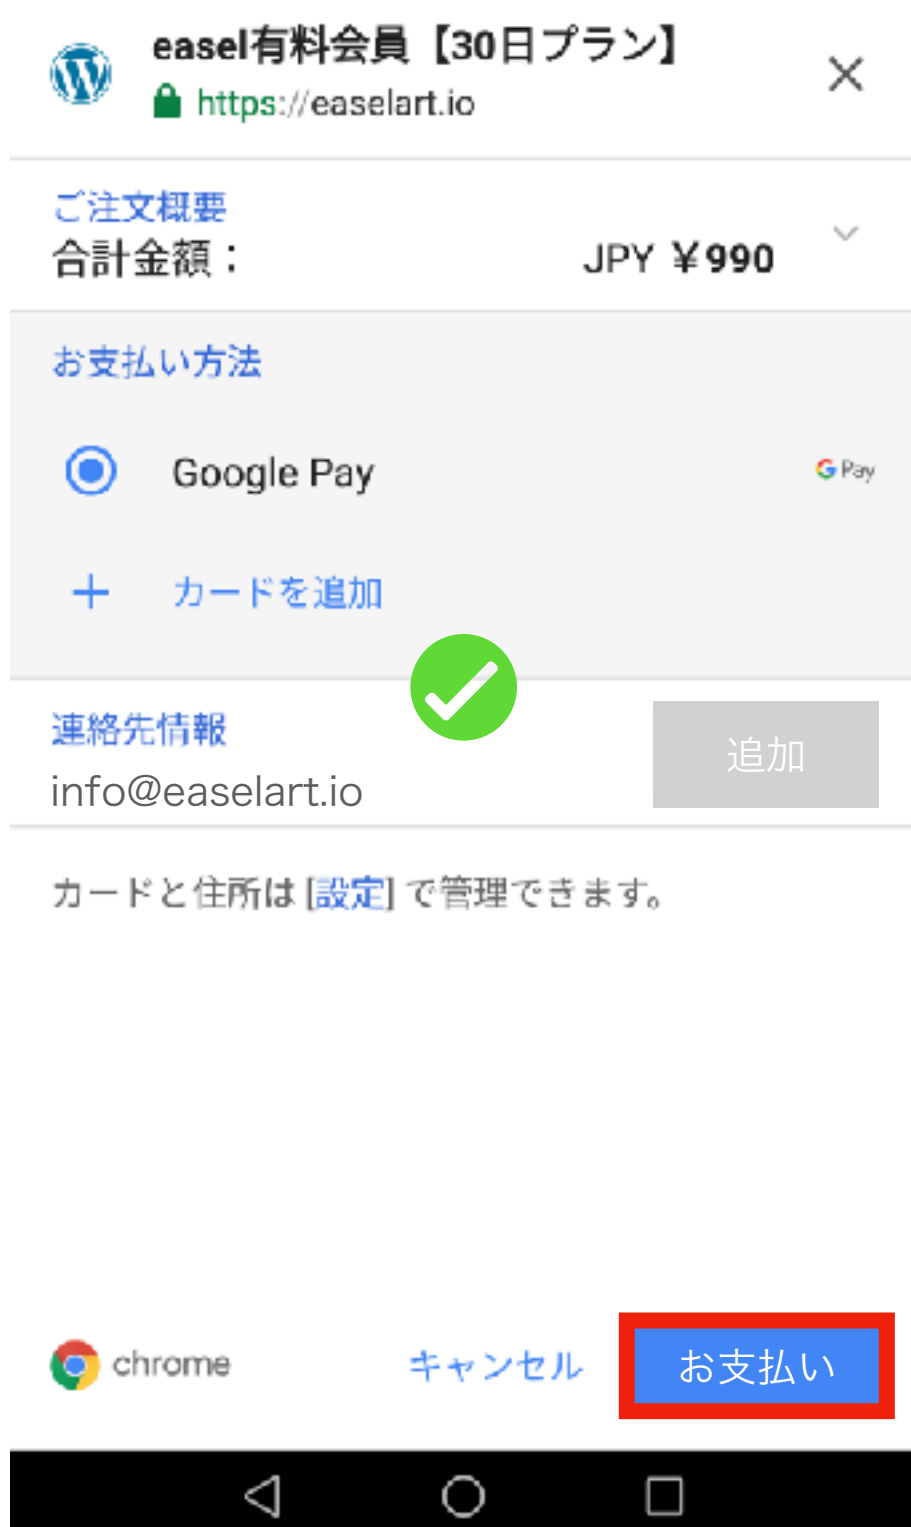 easel有料会員【30日プラン】
https://easelart.io
ご注文概要
合計金額：
JPY ￥990
お支払い方法
Google Pay
G Pay
カードを追加
連絡先情報
追加
info@easelart.io
カードと住所は [設定] で管理できます。
chrome
キャンセル
お支払い